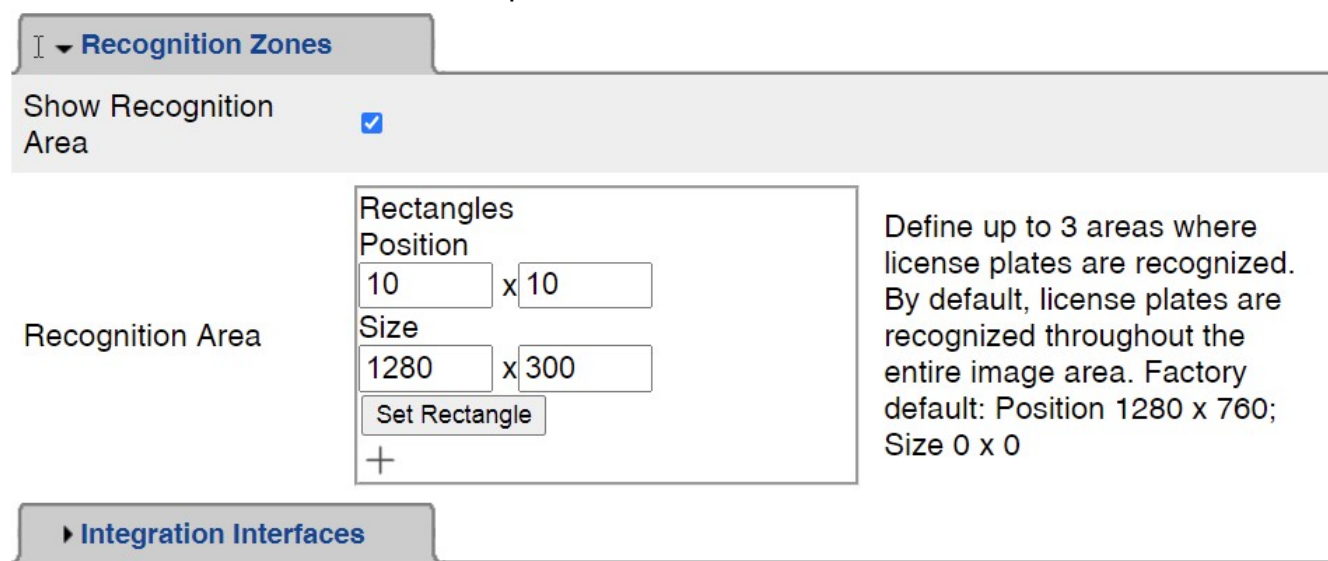 Recognition Zones
Show Recognition
Area
Rectangles
Position
10 x 10
Size
1280 x 300
Set Rectangle
Recognition Area
Define up to 3 areas where
license plates are recognized.
By default, license plates are
recognized throughout the
entire image area. Factory
default: Position 1280 x 760;
Size 0 x 0
Integration Interfaces